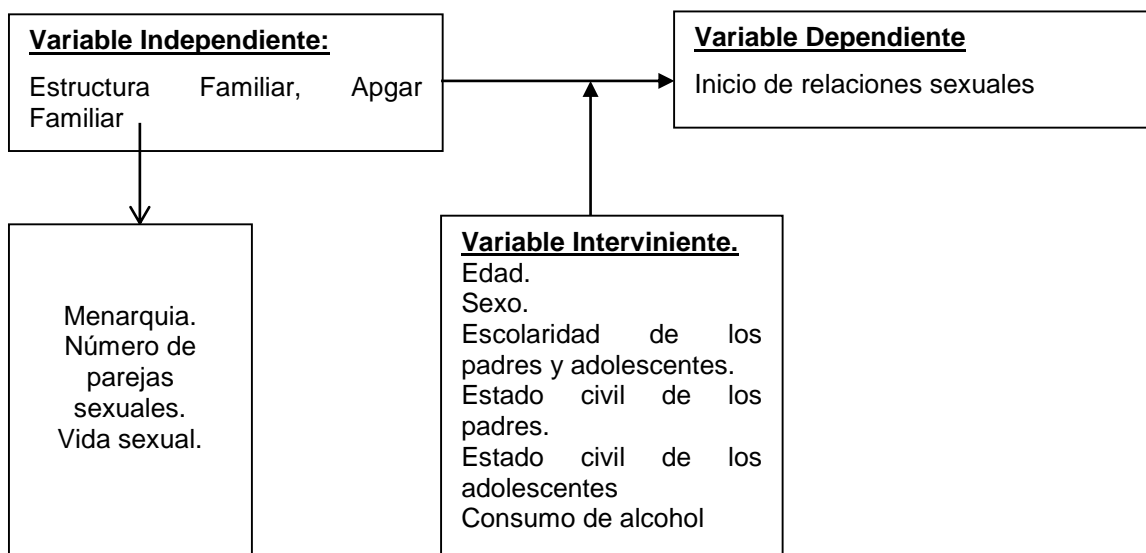 Variable Independiente:
Estructura Familiar, Apgar
Familiar
Variable Dependiente
Inicio de relaciones sexuales
Menarquia.
Número de
parejas
sexuales.
Vida sexual.
Variable Interviniente.
Edad.
Sexo.
Escolaridad de los
padres y adolescentes.
Estado civil de los
padres.
Estado civil de los
adolescentes
Consumo de alcohol